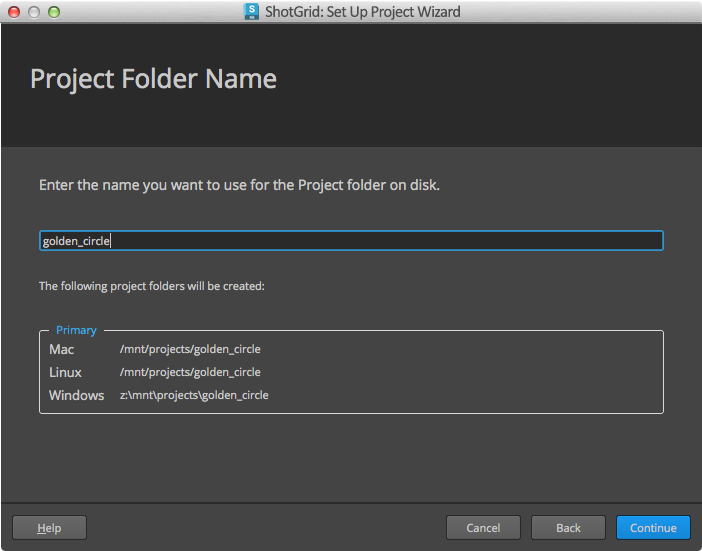 ShotGrid: Set Up Project Wizard
Project Folder Name
Enter the name you want to use for the Project folder on disk.
golden_circle
The following project folders will be created:
Primary
Mac /mnt/projects/golden_circle
Linux /mnt/projects/golden_circle
Windows z:\mnt\projects\golden_circle
Help Cancel Back Continue